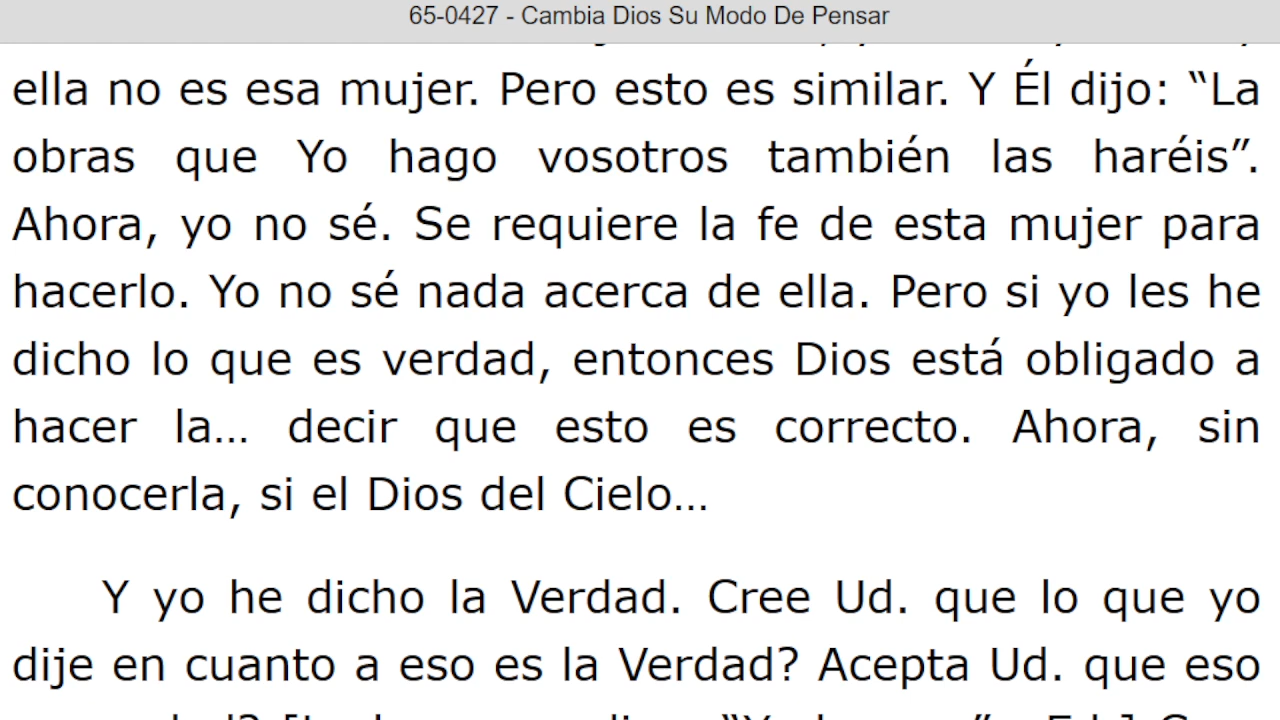 65-0427 - Cambia Dios Su Modo De Pensar
ella no es esa mujer. Pero esto es similar. Y Él dijo: “La
obras que Yo hago vosotros también las haréis”.
Ahora, yo no sé. Se requiere la fe de esta mujer para
hacerlo. Yo no sé nada acerca de ella. Pero si yo les he
dicho lo que es verdad, entonces Dios está obligado a
hacer la… decir que esto es correcto. Ahora, sin
conocerla, si el Dios del Cielo…
Y yo he dicho la Verdad. Cree Ud. que lo que yo
dije en cuanto a eso es la Verdad? Acepta Ud. que eso